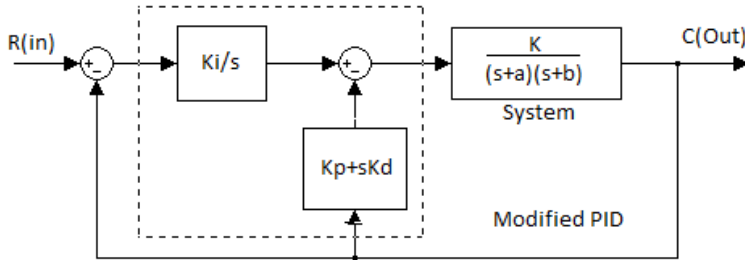 R(in)
+
-
Ki/s
+
-
K
(s+a)(s+b)
System
C(Out)
Kp+sKd
Modified PID